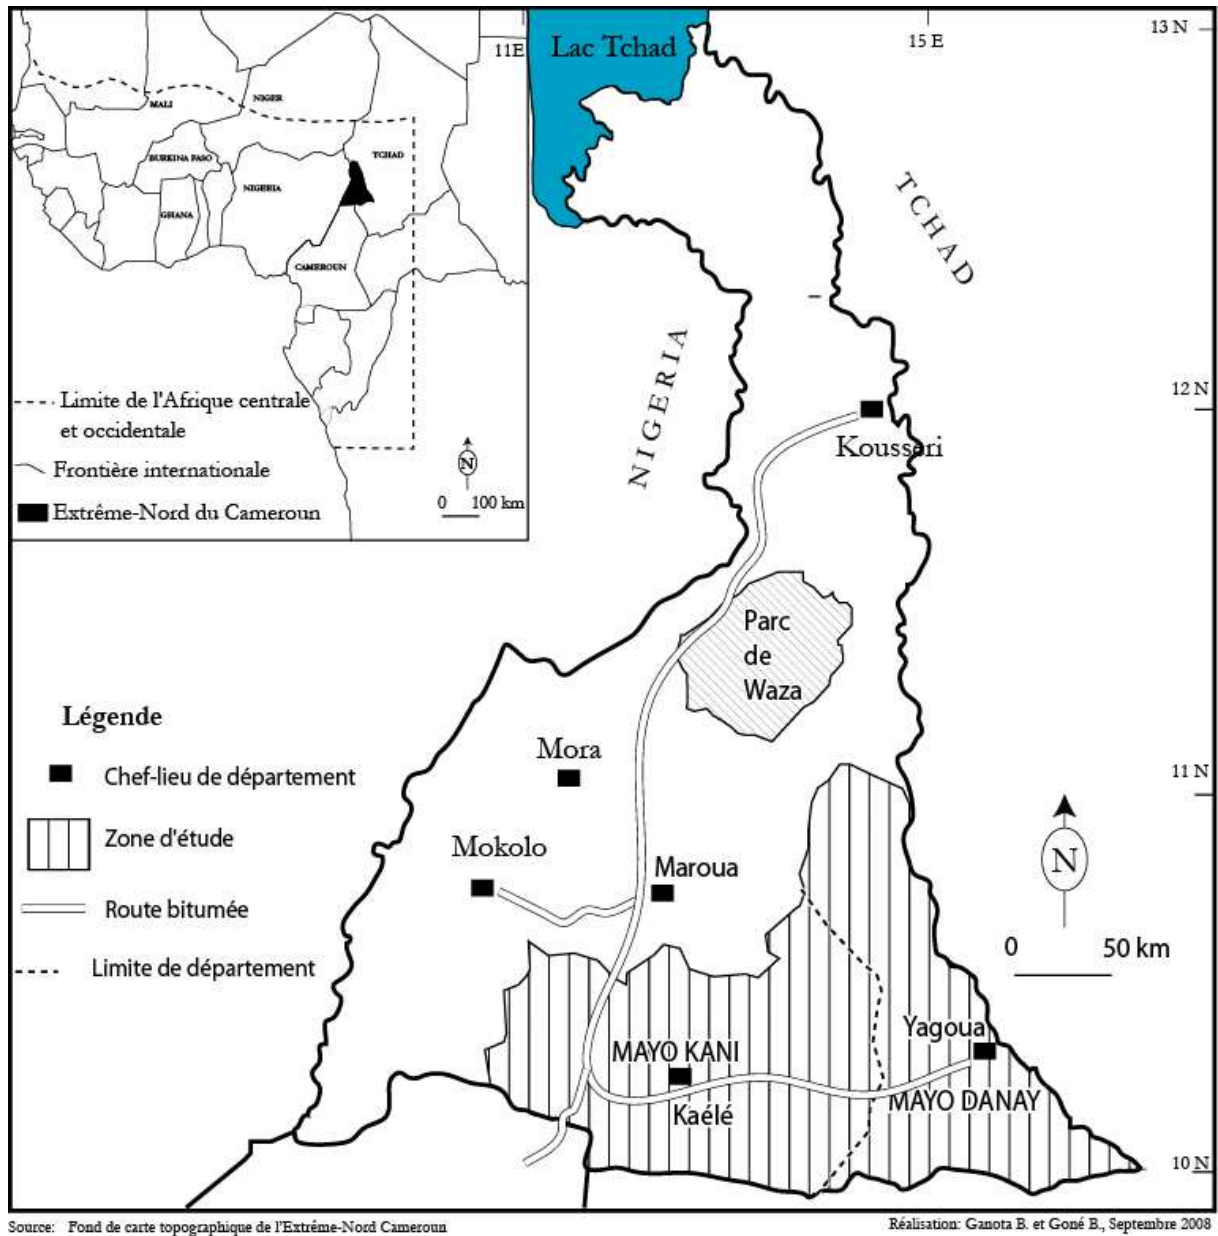 11E
Lac Tchad
15 E
13 N
MALI
NIGER
BURKINA FASO
TCHAD
NIGERIA
GHANA
CAMEROUN
TCHAD
NIGERIA
12 N
Kousseri
Limite de l'Afrique centrale
et occidentale
Frontière internationale
Extrême-Nord du Cameroun
N
0 100 km
Parc
de
Waza
Légende
Chef-lieu de département
Zone d'étude
Route bitumée
Limite de département
Mora
Mokolo
Maroua
11 N
N
0 50 km
Yagoua
MAYO KANI
Kaélé
MAYO DANAY
10 N
Source: Fond de carte topographique de l'Extrême-Nord Cameroun
Réalisation: Ganota B. et Goné B., Septembre 2008